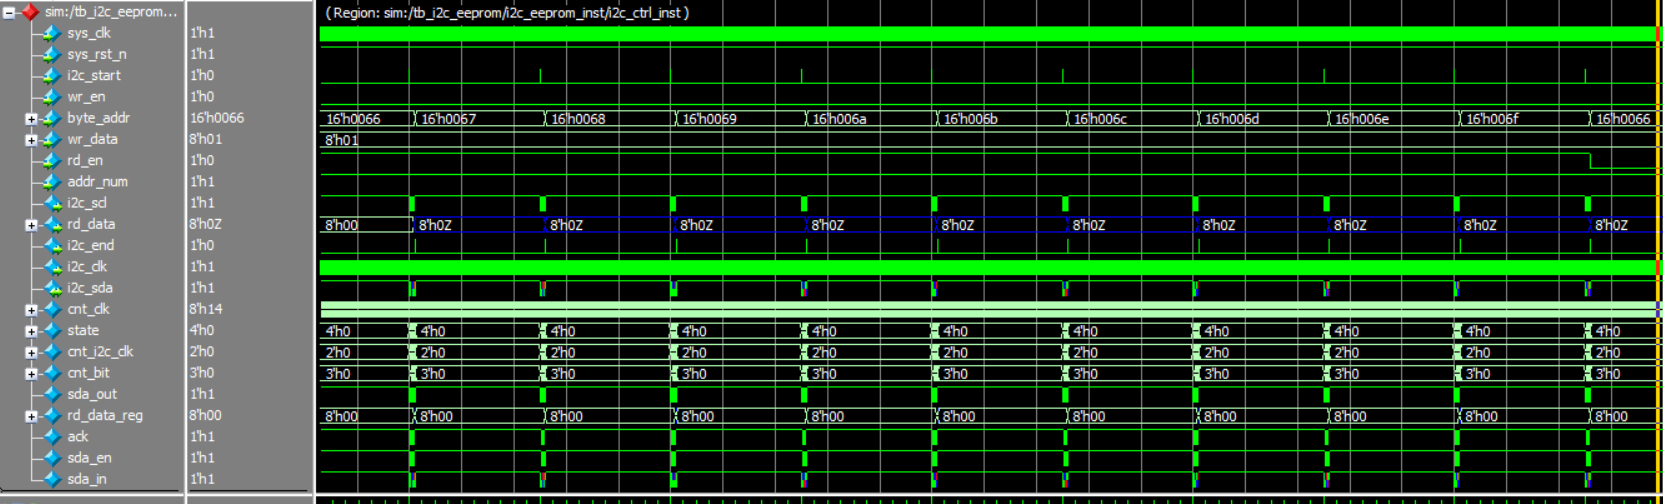 sim:/tb_i2c_eeprom... ( Region: sim:/tb_i2c_eeprom/i2c_eeprom_inst/i2c_ctrl_inst )
sys_clk 1'h1
sys_rst_n 1'h1
i2c_start 1'h0
wr_en 1'h0
byte_addr 16'h0066 16'h0066 16'h0067 16'h0068 16'h0069 16'h006a 16'h006b 16'h006c 16'h006d 16'h006e 16'h006f 16'h0066
wr_data 8'h01 8'h01
rd_en 1'h0
addr_num 1'h1
i2c_scl 1'h1
rd_data 8'h0Z 8'h00 8'h0Z 8'h0Z 8'h0Z 8'h0Z 8'h0Z 8'h0Z 8'h0Z 8'h0Z 8'h0Z 8'h0Z
i2c_end 1'h0
i2c_clk 1'h1
i2c_sda 1'h1
cnt_clk 8'h14
state 4'h0 4'h0 4'h0 4'h0 4'h0 4'h0 4'h0 4'h0 4'h0 4'h0 4'h0 4'h0
cnt_i2c_clk 2'h0 2'h0 2'h0 2'h0 2'h0 2'h0 2'h0 2'h0 2'h0 2'h0 2'h0 2'h0
cnt_bit 3'h0 3'h0 3'h0 3'h0 3'h0 3'h0 3'h0 3'h0 3'h0 3'h0 3'h0 3'h0
sda_out 1'h1
rd_data_reg 8'h00 8'h00 8'h00 8'h00 8'h00 8'h00 8'h00 8'h00 8'h00 8'h00 8'h00 8'h00
ack 1'h1
sda_en 1'h1
sda_in 1'h1